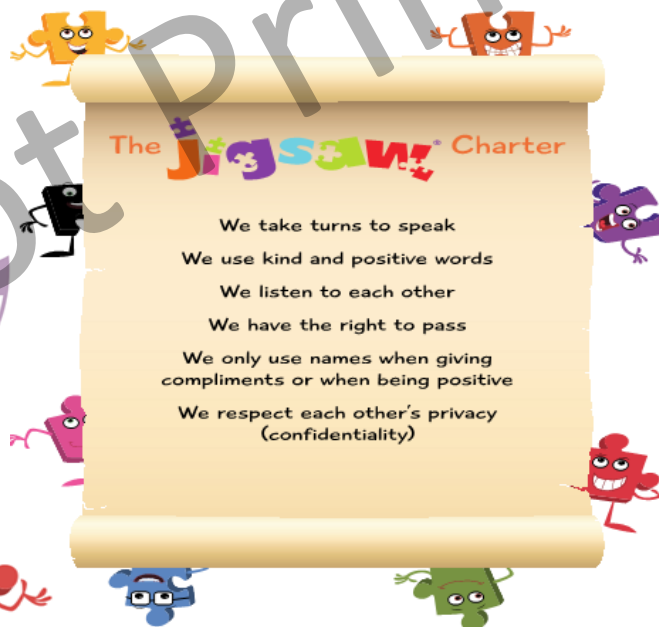 ot Prin
The jigsaw® Charter
We take turns to speak
We use kind and positive words
We listen to each other
We have the right to pass
We only use names when giving
compliments or when being positive
We respect each other's privacy
(confidentiality)